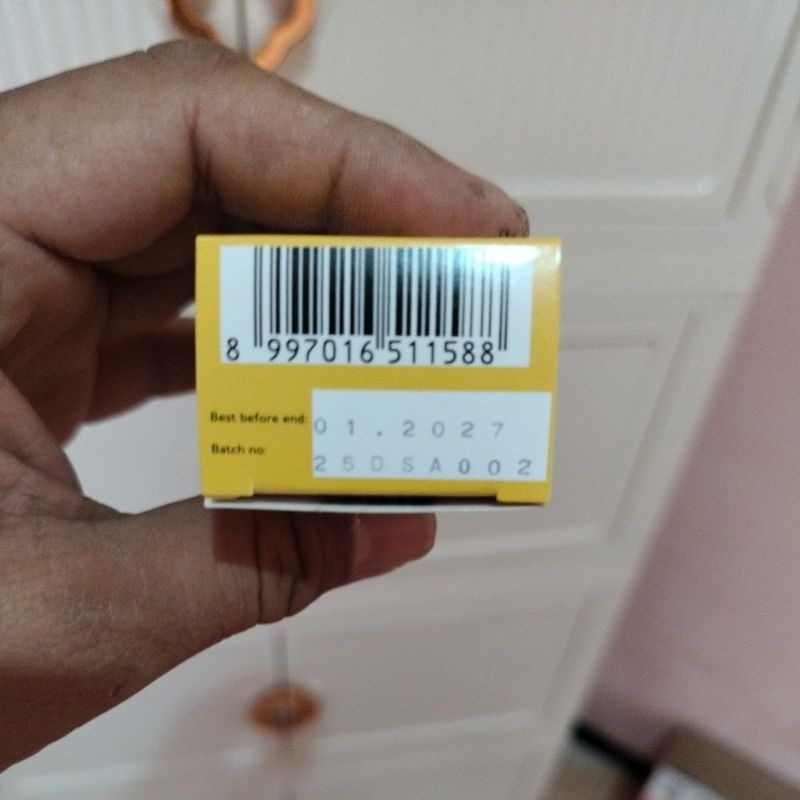 8 997016 511588
Best before end: 01.2027
Batch no: 25DSA002